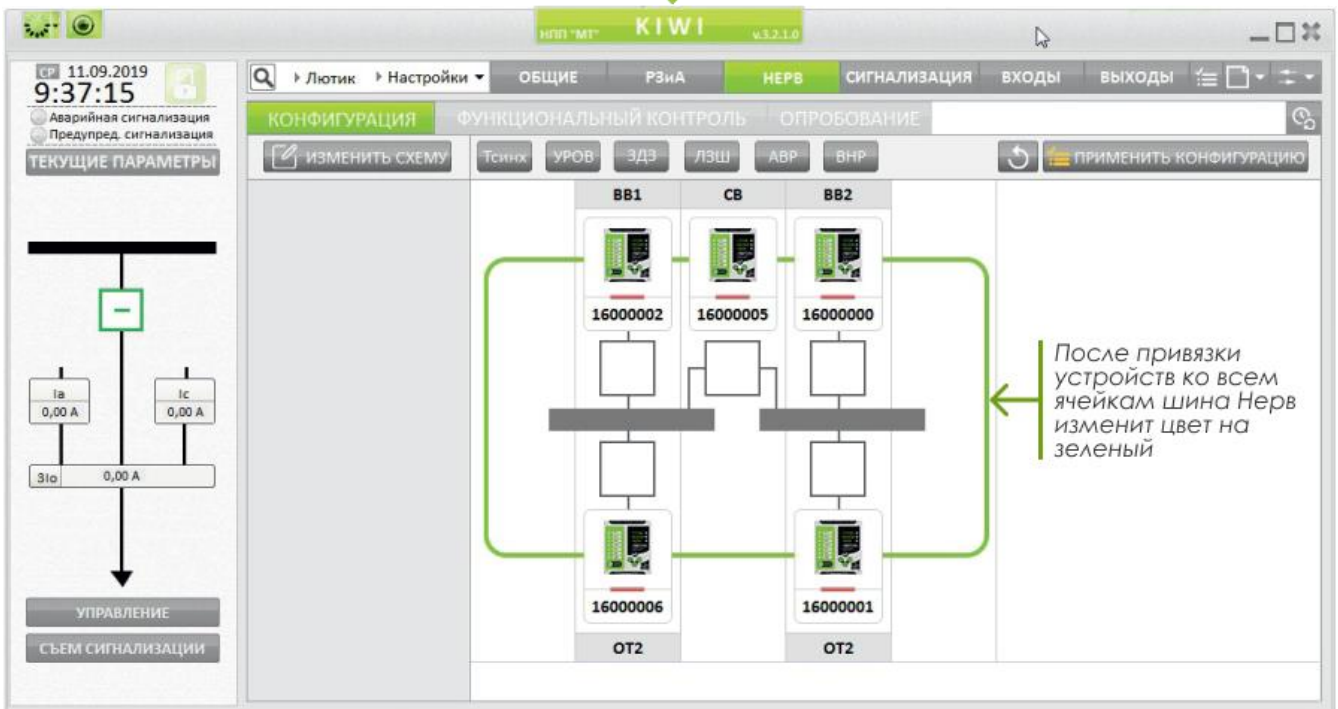 НПП "МТ" KIWI v.3.2.1.0
СР 11.09.2019
9:37:15
Аварийная сигнализация
Предупред. сигнализация
ТЕКУЩИЕ ПАРАМЕТРЫ
Лютик Настройки ОБЩИЕ РЗиА НЕРВ СИГНАЛИЗАЦИЯ ВХОДЫ ВЫХОДЫ
КОНФИГУРАЦИЯ ФУНКЦИОНАЛЬНЫЙ КОНТРОЛЬ ОПРОБОВАНИЕ
ИЗМЕНИТЬ СХЕМУ Тсинх УРОВ ЗДЗ ЛЗШ АВР ВНР ПРИМЕНИТЬ КОНФИГУРАЦИЮ
ВВ1 СВ ВВ2
16000002 16000005 16000000
После привязки
устройств ко всем
ячейкам шина Нерв
изменит цвет на
зеленый
Ia Ic
0,00 А 0,00 А
3Io 0,00 А
16000006 16000001
ОТ2 ОТ2
УПРАВЛЕНИЕ
СЪЕМ СИГНАЛИЗАЦИИ